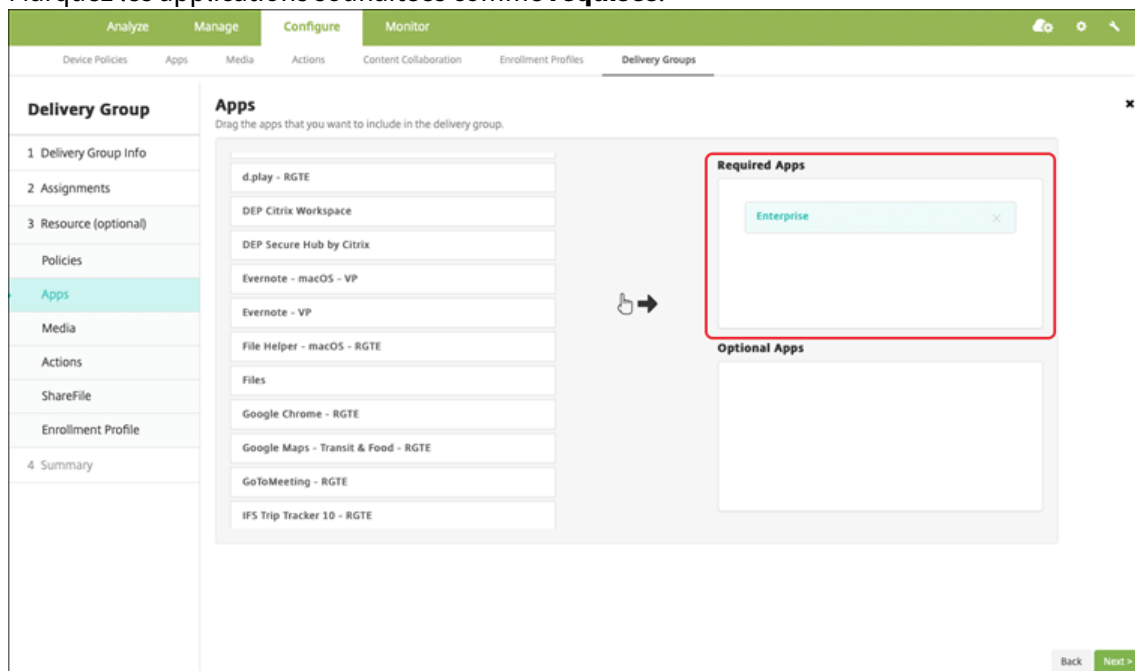 Marquez les applications souhaitées comme requises.
Analyze Manage Configure Monitor
Device Policies Apps Media Actions Content Collaboration Enrollment Profiles Delivery Groups
Delivery Group
1 Delivery Group Info
2 Assignments
3 Resource (optional)
Policies
Apps
Media
Actions
ShareFile
Enrollment Profile
4 Summary
Apps
Drag the apps that you want to include in the delivery group.
d.play - RGTE
DEP Citrix Workspace
DEP Secure Hub by Citrix
Evernote - macOS - VP
Evernote - VP
File Helper - macOS - RGTE
Files
Google Chrome - RGTE
Google Maps - Transit & Food - RGTE
GoToMeeting - RGTE
IFS Trip Tracker 10 - RGTE
Required Apps
Enterprise
Optional Apps
Back Next >